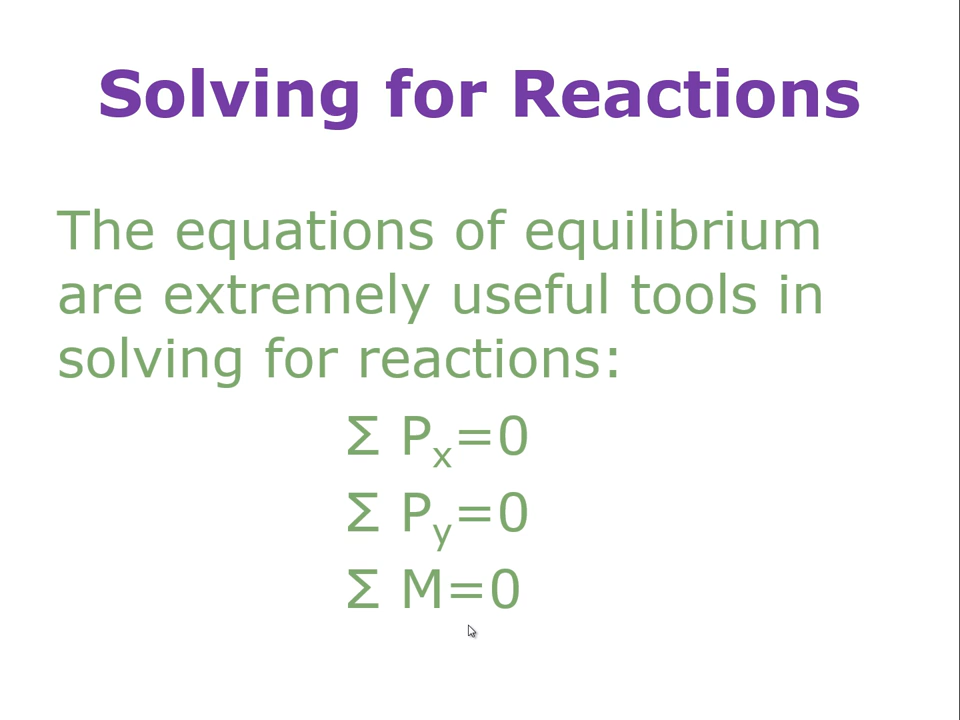 Solving for Reactions
The equations of equilibrium
are extremely useful tools in
solving for reactions:
Σ Pₓ=0
Σ Py=0
Σ M=0